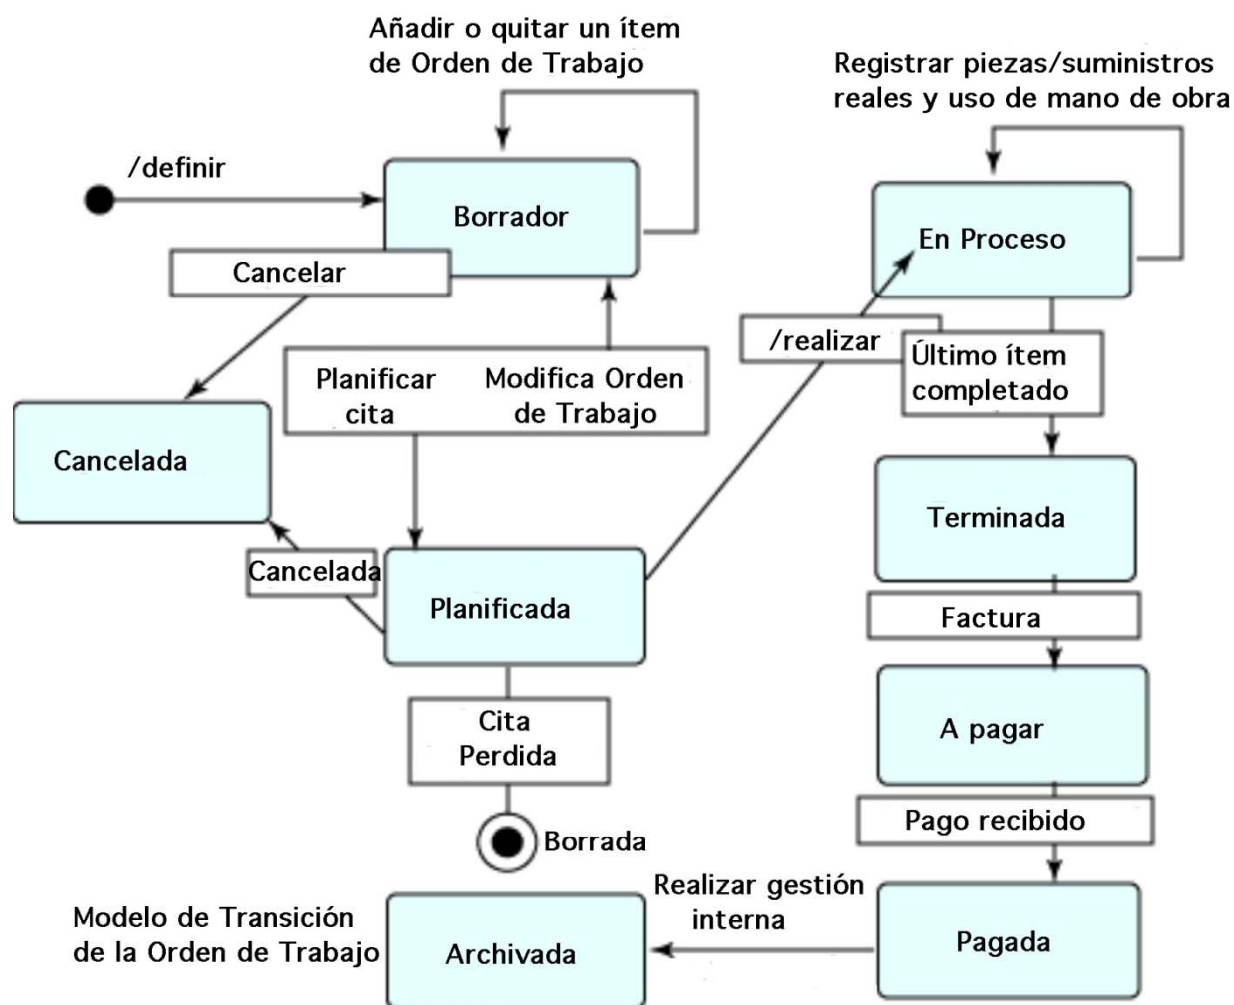 Añadir o quitar un ítem
de Orden de Trabajo
Registrar piezas/suministros
reales y uso de mano de obra
/definir
Borrador
En Proceso
Cancelar
/realizar
Último ítem
completado
Planificar
cita
Modifica Orden
de Trabajo
Cancelada
Terminada
Cancelada
Planificada
Factura
Cita
Perdida
A pagar
Pago recibido
Borrada
Realizar gestión
interna
Modelo de Transición
de la Orden de Trabajo
Archivada
Pagada